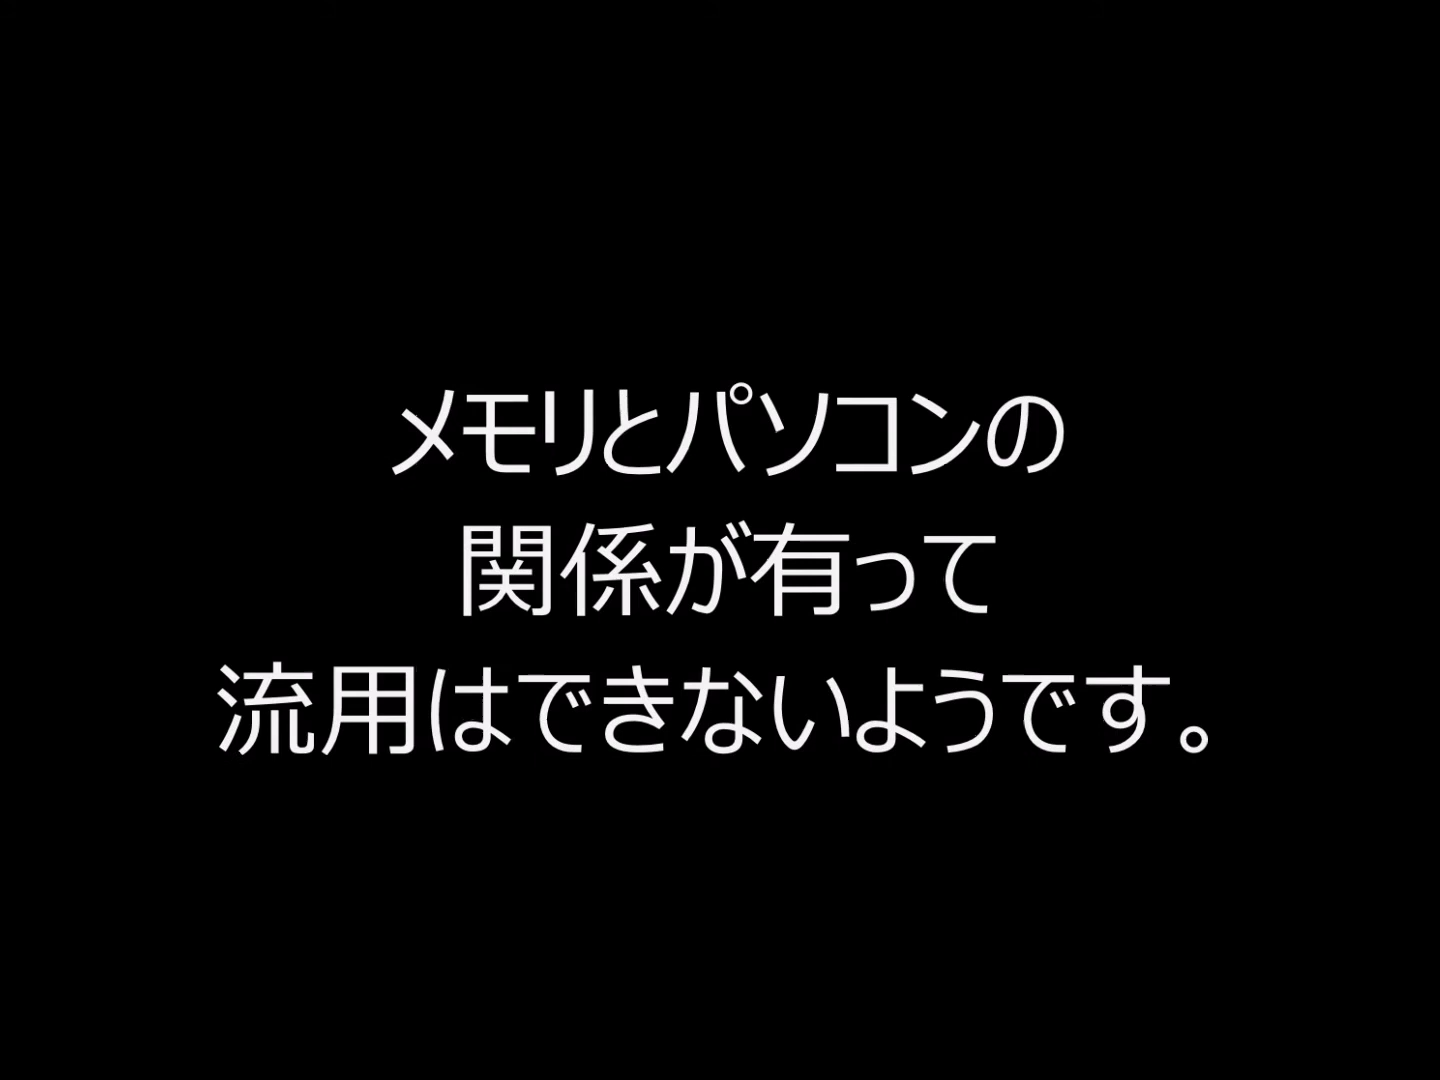 メモリとパソコンの
関係が有って
流用はできないようです。